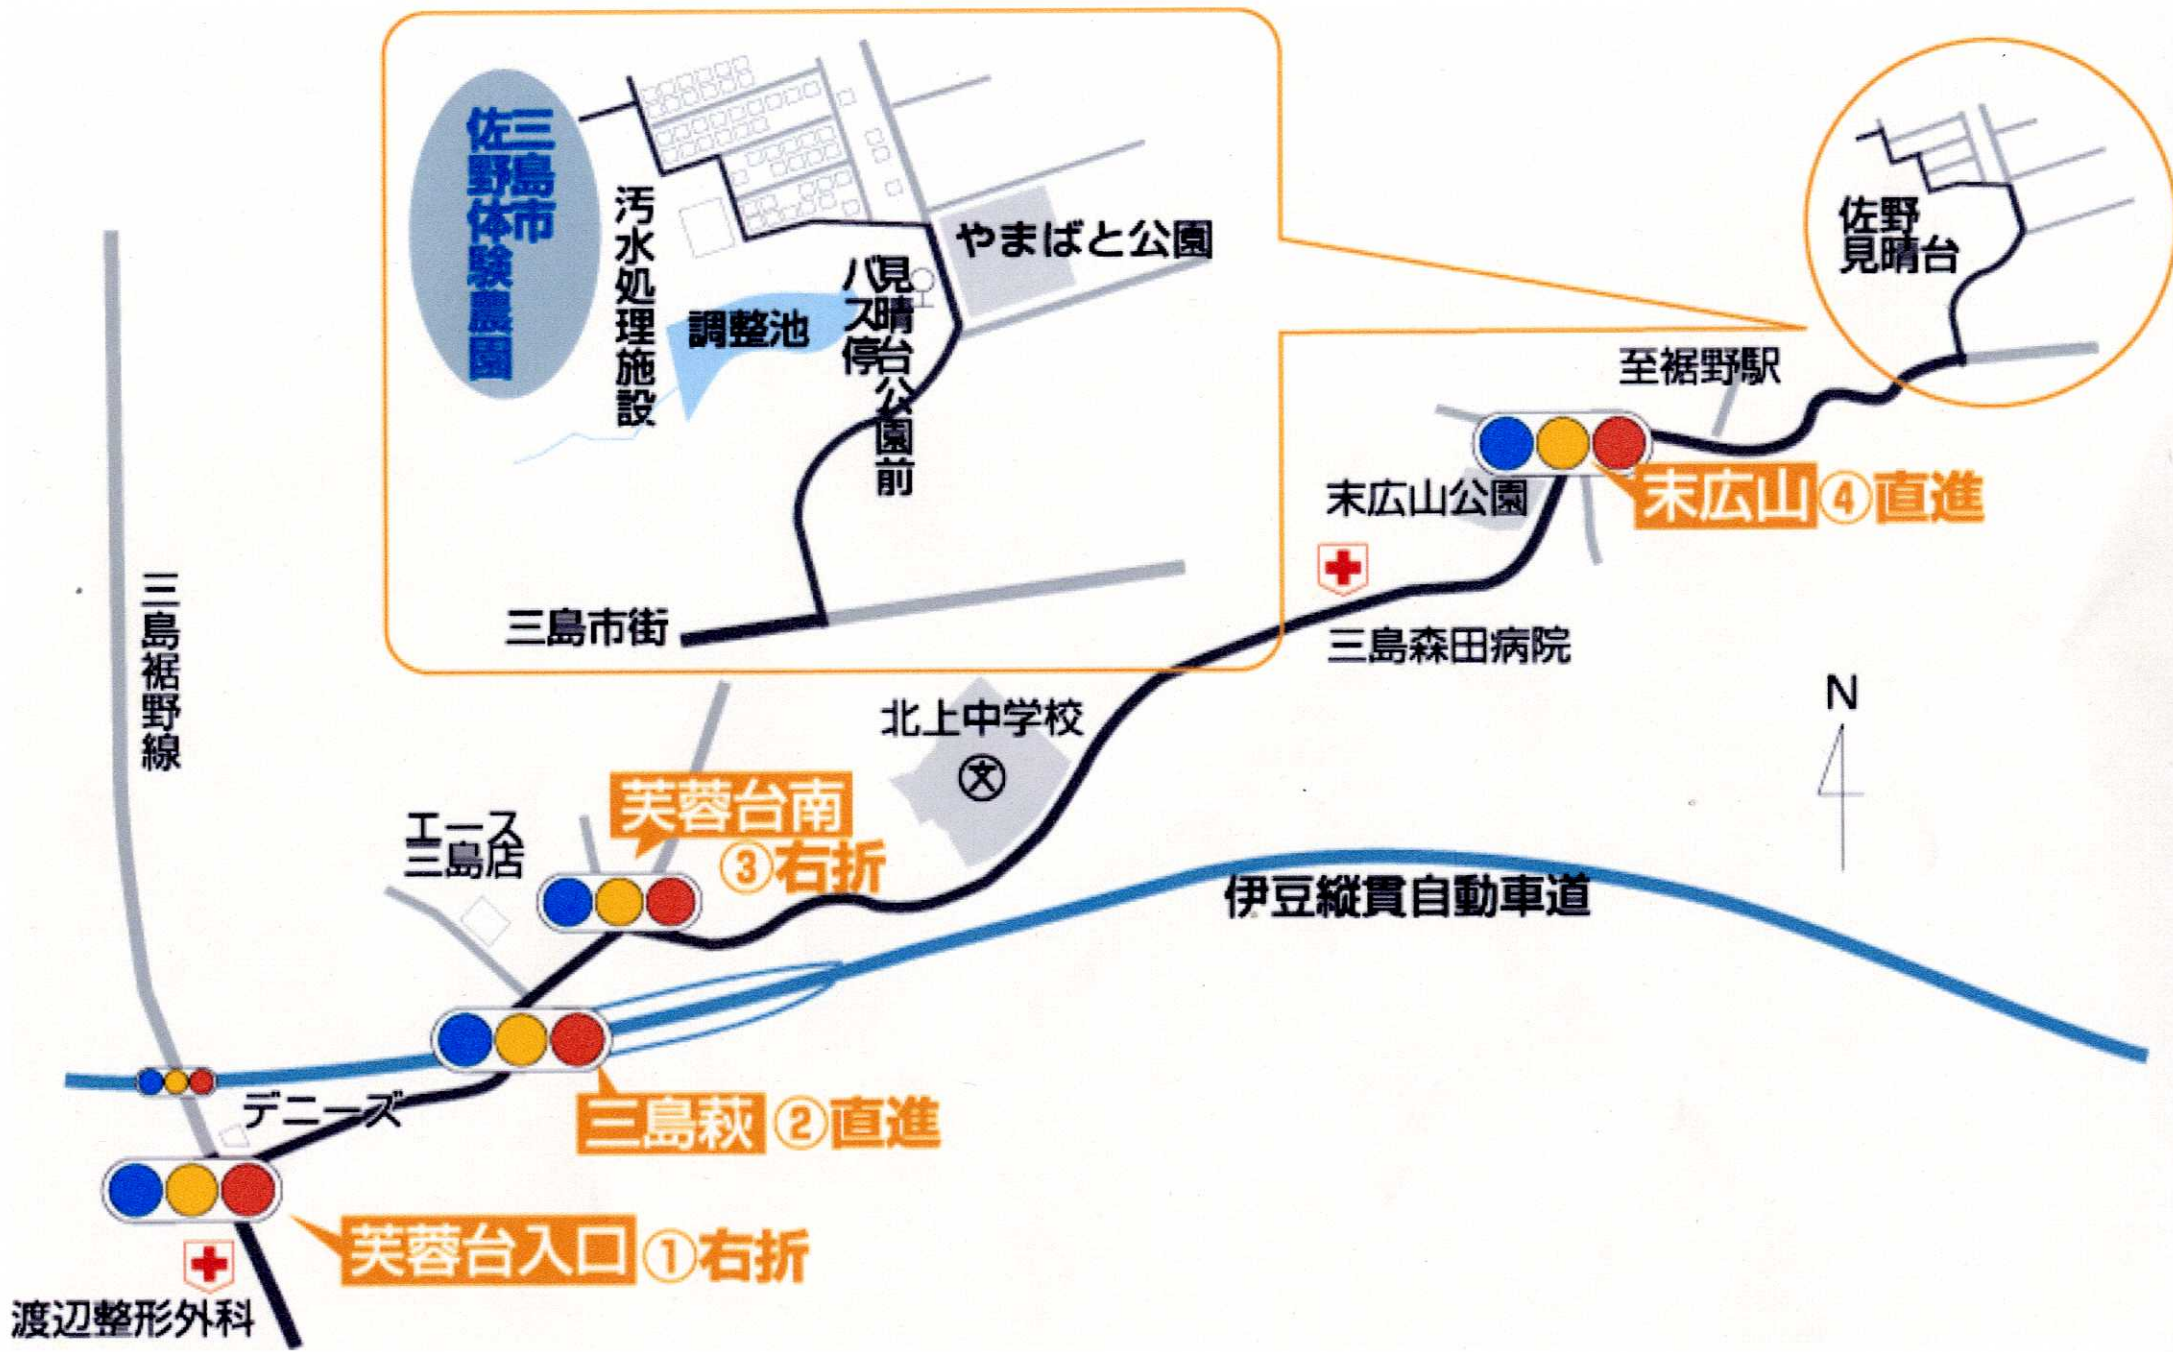 三島市
佐野体験農園
汚水処理施設
調整池
見晴台公園前
バス停
やまばと公園
三島市街
佐野
見晴台
至裾野駅
末広山公園
末広山④直進
三島森田病院
三島裾野線
北上中学校
文
N
芙蓉台南
③右折
エース
三島店
伊豆縦貫自動車道
デニーズ
三島萩②直進
芙蓉台入口①右折
渡辺整形外科